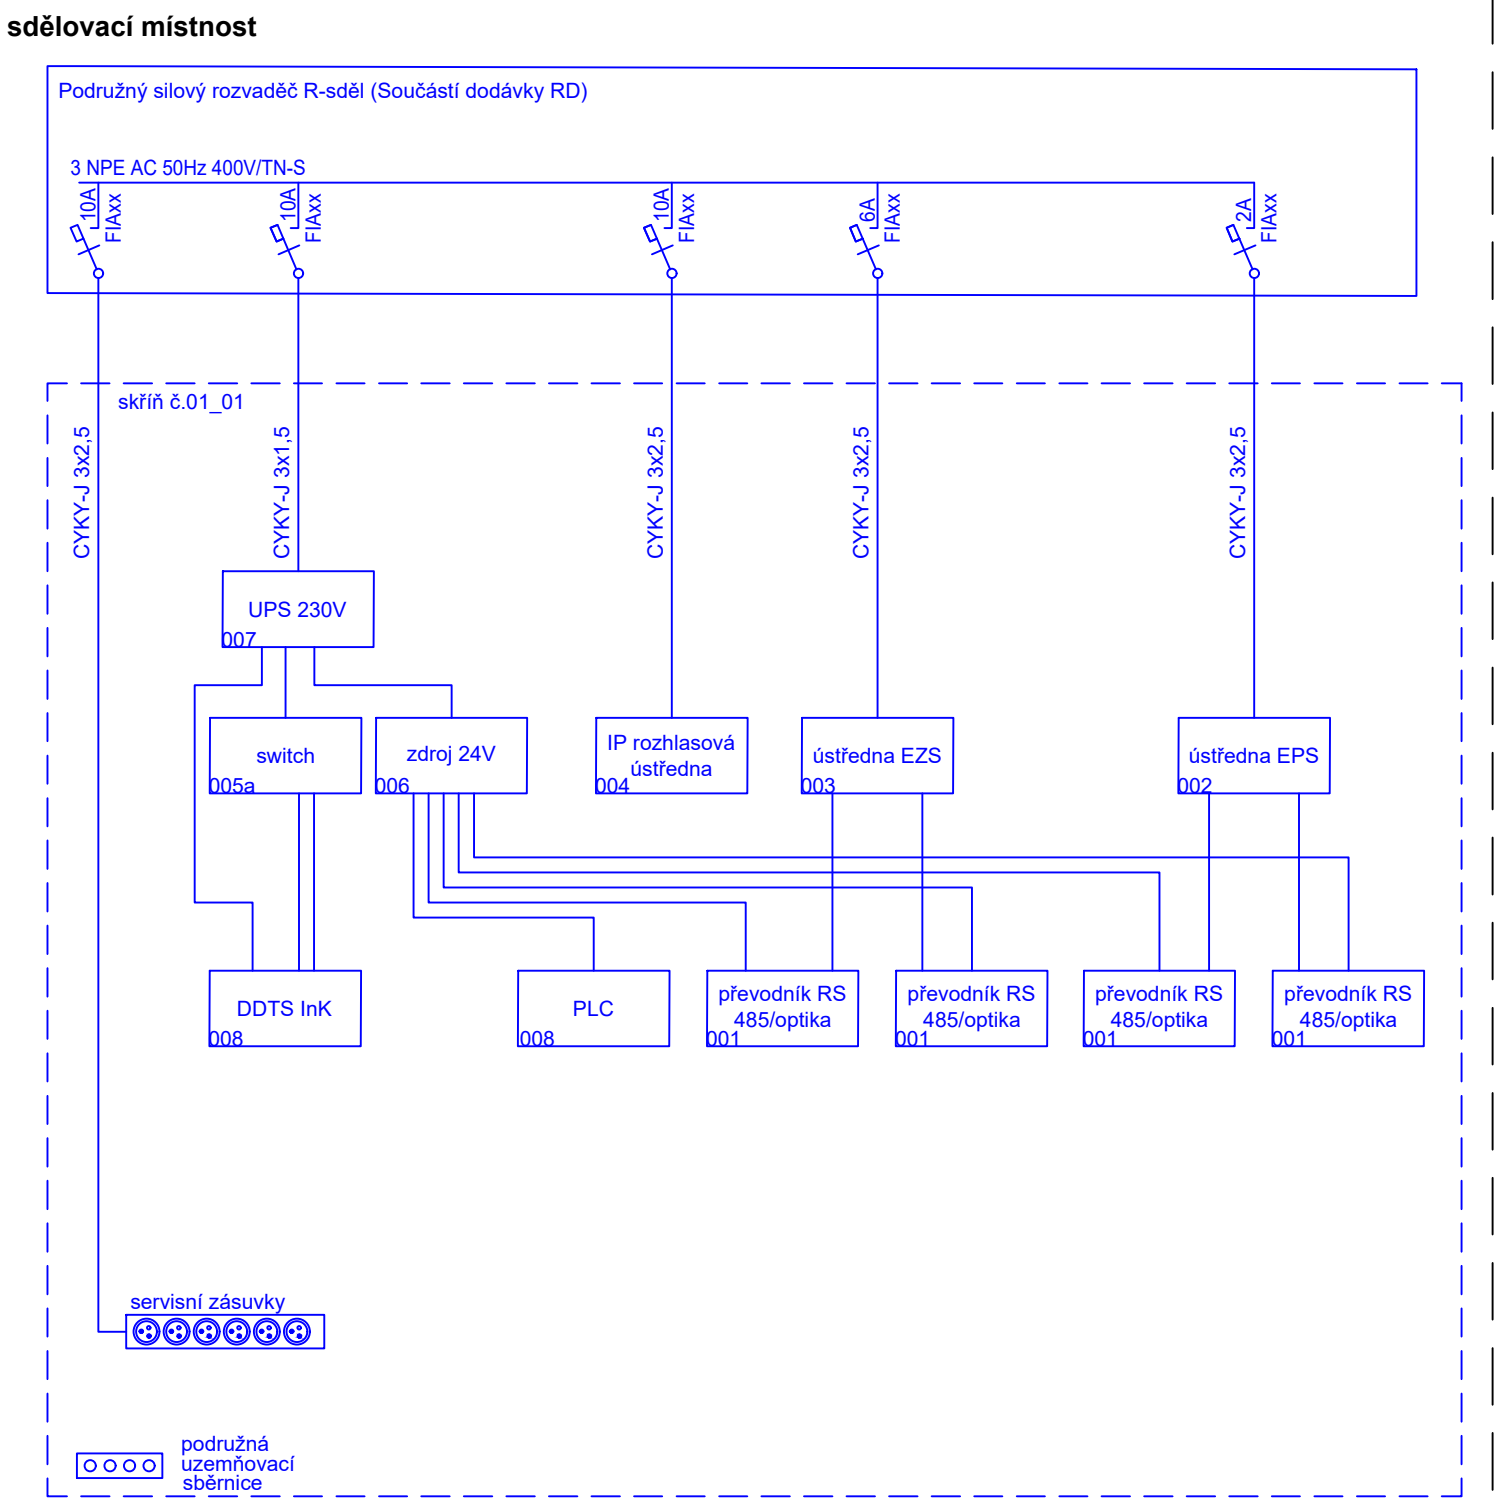 sdělovací místnost
Podružný silový rozvaděč R-sděl (Součástí dodávky RD)
3 NPE AC 50Hz 400V/TN-S
10A
FIAxx
10A
FIAxx
10A
FIAxx
6A
FIAxx
2A
FIAxx
skříň č.01_01
CYKY-J 3x2,5
CYKY-J 3x1,5
CYKY-J 3x2,5
CYKY-J 3x2,5
CYKY-J 3x2,5
UPS 230V
007
switch
005a
zdroj 24V
006
IP rozhlasová
ústředna
004
ústředna EZS
003
ústředna EPS
002
DDTS InK
008
PLC
008
převodník RS
485/optika
001
převodník RS
485/optika
001
převodník RS
485/optika
001
převodník RS
485/optika
001
servisní zásuvky
podružná
uzemňovací
sběrnice